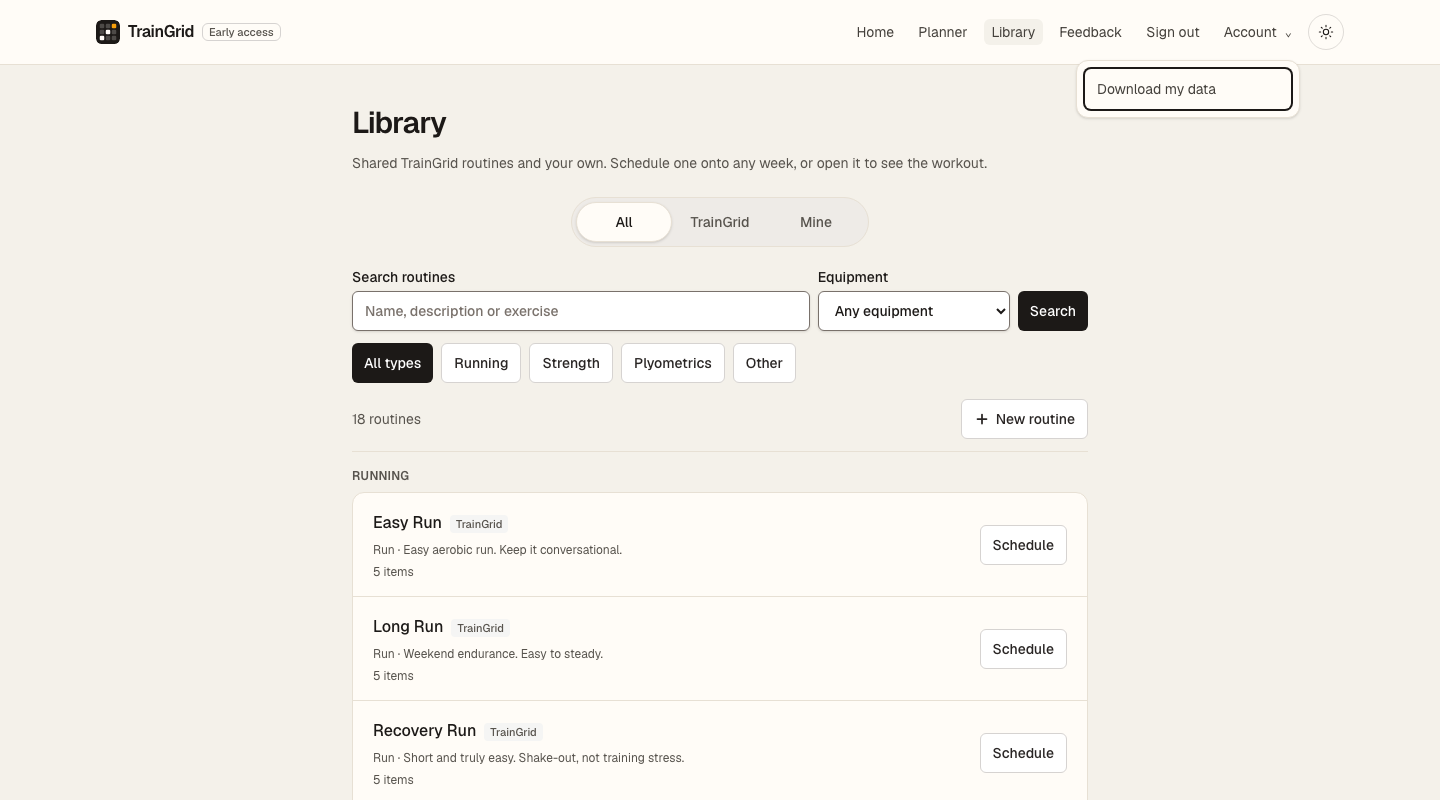 TrainGrid Early access Home Planner Library Feedback Sign out Account
Download my data
Library
Shared TrainGrid routines and your own. Schedule one onto any week, or open it to see the workout.
All TrainGrid Mine
Search routines Equipment
Name, description or exercise Any equipment Search
All types Running Strength Plyometrics Other
18 routines + New routine
RUNNING
Easy Run TrainGrid
Run · Easy aerobic run. Keep it conversational.
5 items
Schedule
Long Run TrainGrid
Run · Weekend endurance. Easy to steady.
5 items
Schedule
Recovery Run TrainGrid
Run · Short and truly easy. Shake-out, not training stress.
5 items
Schedule